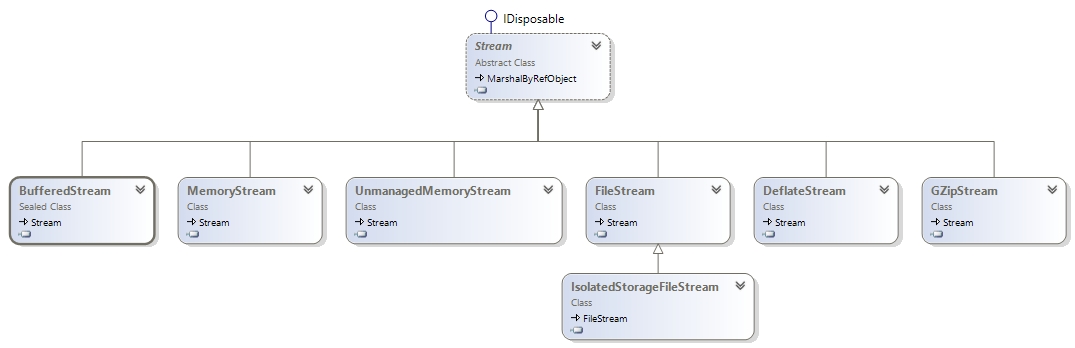 IDisposable
Stream
Abstract Class
MarshalByRefObject
BufferedStream
Sealed Class
Stream
MemoryStream
Class
Stream
UnmanagedMemoryStream
Class
Stream
FileStream
Class
Stream
DeflateStream
Class
Stream
GZipStream
Class
Stream
IsolatedStorageFileStream
Class
FileStream